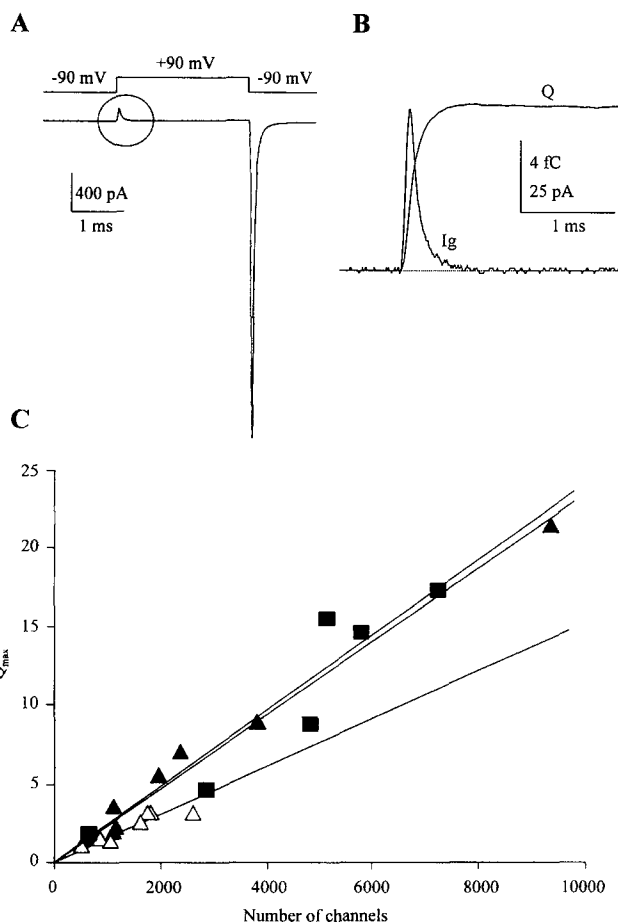 A
B
+90 mV
-90 mV
-90 mV
Q
400 pA
4 fC
25 pA
1 ms
1 ms
Ig
C
25
20
15
10
5
0
Qmax
0
2000
4000
6000
8000
10000
Number of channels